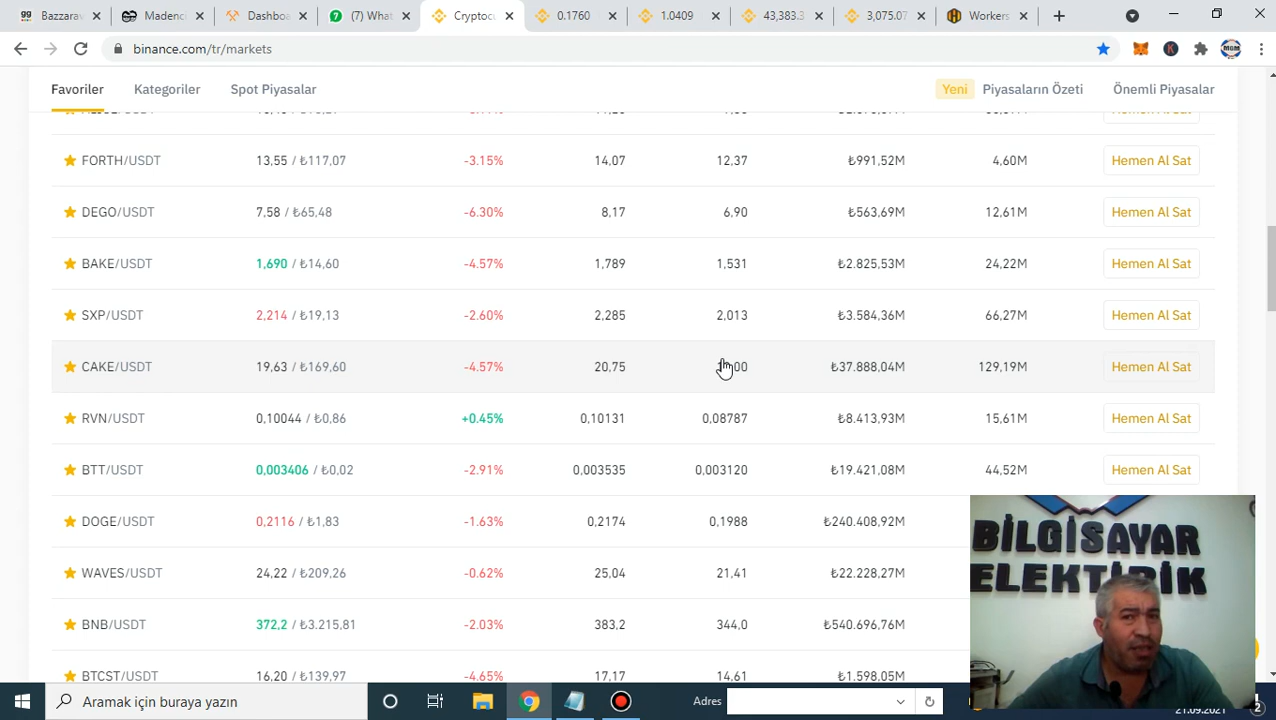 Bazzarav
Madenci
Dashboa
(7) What
Cryptocu
0.1760
1.0409
43,383.3
3,075.07
Workers
binance.com/tr/markets
Favoriler Kategoriler Spot Piyasalar Yeni Piyasaların Özeti Önemli Piyasalar
FORTH/USDT 13,55 / ₺117,07 -3.15% 14,07 12,37 ₺991,52M 4,60M Hemen Al Sat
DEGO/USDT 7.58 / ₺65,48 -6.30% 8,17 6,90 ₺563,69M 12,61M Hemen Al Sat
BAKE/USDT 1,690 / ₺14,60 -4.57% 1,789 1,531 ₺2.825,53M 24,22M Hemen Al Sat
SXP/USDT 2,214 / ₺19,13 -2.60% 2,285 2,013 ₺3.584,36M 66,27M Hemen Al Sat
CAKE/USDT 19,63 / ₺169,60 -4.57% 20,75 ₺37.888,04M 129,19M Hemen Al Sat
RVN/USDT 0,10044 / ₺0,86 +0.45% 0,10131 0,08787 ₺8.413,93M 15,61M Hemen Al Sat
BTT/USDT 0,003406 / ₺0,02 -2.91% 0,003535 0,003120 ₺19.421,08M 44,52M Hemen Al Sat
DOGE/USDT 0,2116 / ₺1,83 -1.63% 0,2174 0,1988 ₺240.408,92M
WAVES/USDT 24,22 / ₺209,26 -0.62% 25,04 21,41 ₺22.228,27M
BNB/USDT 372,2 / ₺3.215,81 -2.03% 383,2 344,0 ₺540.696,76M
BTCST/USDT 16,20 / ₺139,97 -4.65% 17,17 14,61 ₺1.598,05M
BİLGİSAYAR
ELEKTİRİK
Aramak için buraya yazın
Adres
21.09.2021
2